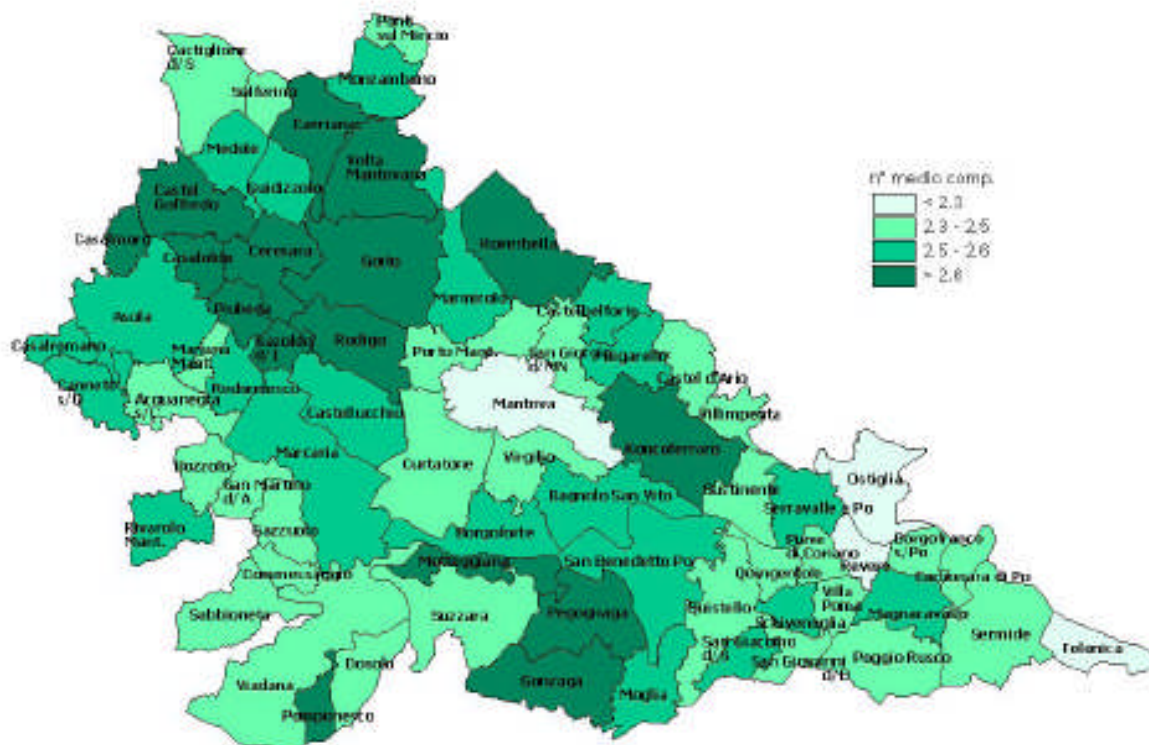 Ponti
sul Mincio
Castiglione
d/S
Solferino
Monzambano
Cavriana
Medole
Guidizzolo
Volta
Mantovana
Castel
Goffredo
Casalmoro
Casaloldo
Ceresara
Goito
Roverbella
Marmirolo
n° medio comp.
< 2.3
2.3 - 2.5
2.5 - 2.6
> 2.6
Asola
Piubega
Castelbelforte
Casalromano
Mariana
Mant.
Gazoldo
d/I
Rodigo
Porto Mant.
San Giorgio
d/MN
Bigarello
Canneto
s/O
Acquanegra
s/C
Redondesco
Castel d'Ario
Castellucchio
Mantova
Villimpenta
Marcaria
Roncoferraro
Bozzolo
San Martino
d/A
Curtatone
Virgilio
Ostiglia
Bagnolo San Vito
Sustinente
Serravalle a Po
Rivarolo
Mant.
Gazzuolo
Borgoforte
Pieve
di Coriano
Borgofranco
s/Po
Revere
Commessaggio
Motteggiana
San Benedetto Po
Quingentole
Carbonara di Po
Sabbioneta
Suzzara
Pegognaga
Quistello
Villa
Poma
Magnacavallo
Schivenoglia
Sermide
Felonica
Viadana
Dosolo
Pomponesco
Gonzaga
Moglia
San Giacomo
d/S
San Giovanni
d/D
Poggio Rusco